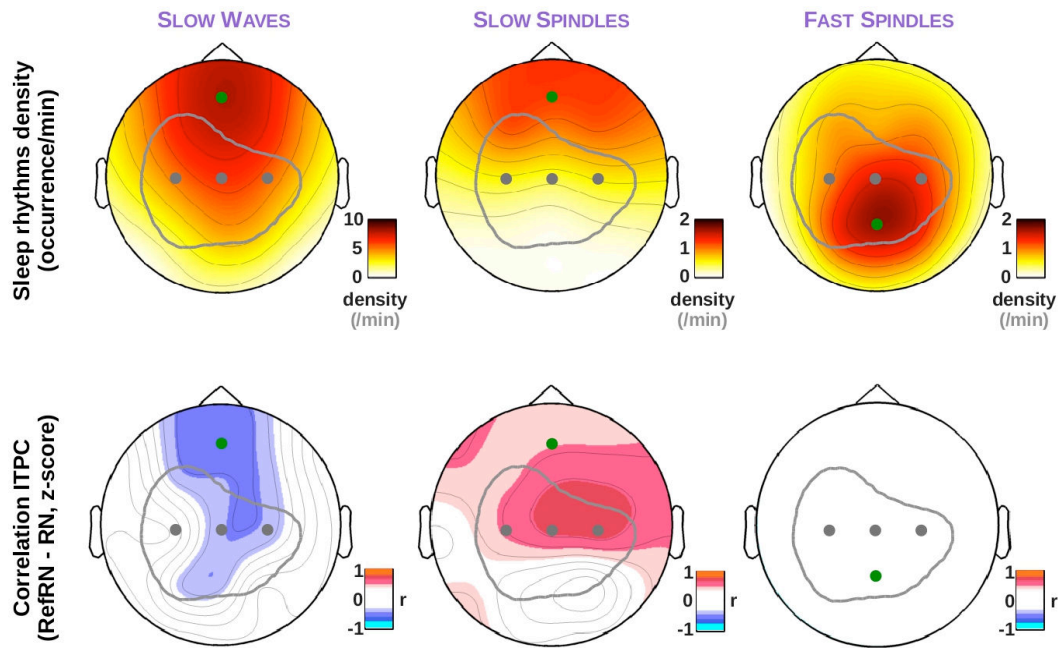 SLOW WAVES
SLOW SPINDLES
FAST SPINDLES
Sleep rhythms density
(occurrence/min)
10
5
0
density
(/min)
2
1
0
density
(/min)
2
1
0
density
(/min)
Correlation ITPC
(RefRN - RN, z-score)
1
0
-1
r
1
0
-1
r
1
0
-1
r